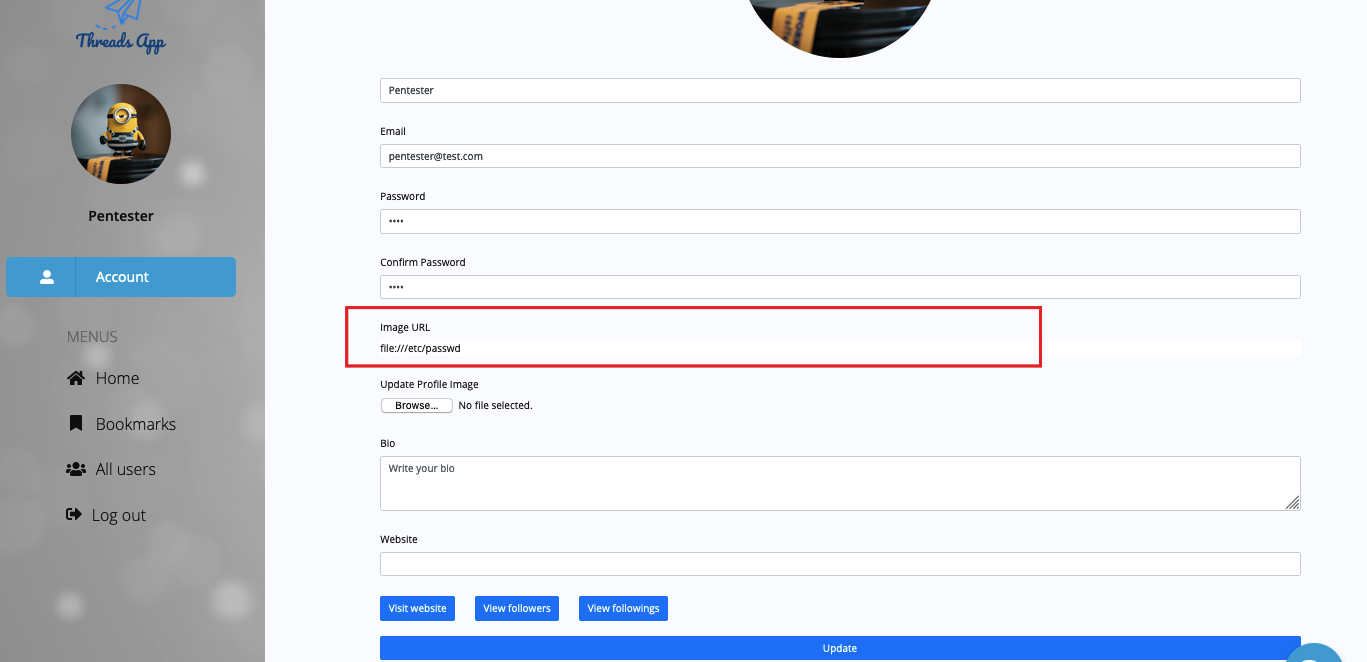 Threads App
Pentester
Account
MENUS
Home
Bookmarks
All users
Log out
Pentester
Email
pentester@test.com
Password
••••
Confirm Password
••••
Image URL
file:///etc/passwd
Update Profile Image
Browse... No file selected.
Bio
Write your bio
Website
Visit website View followers View followings
Update